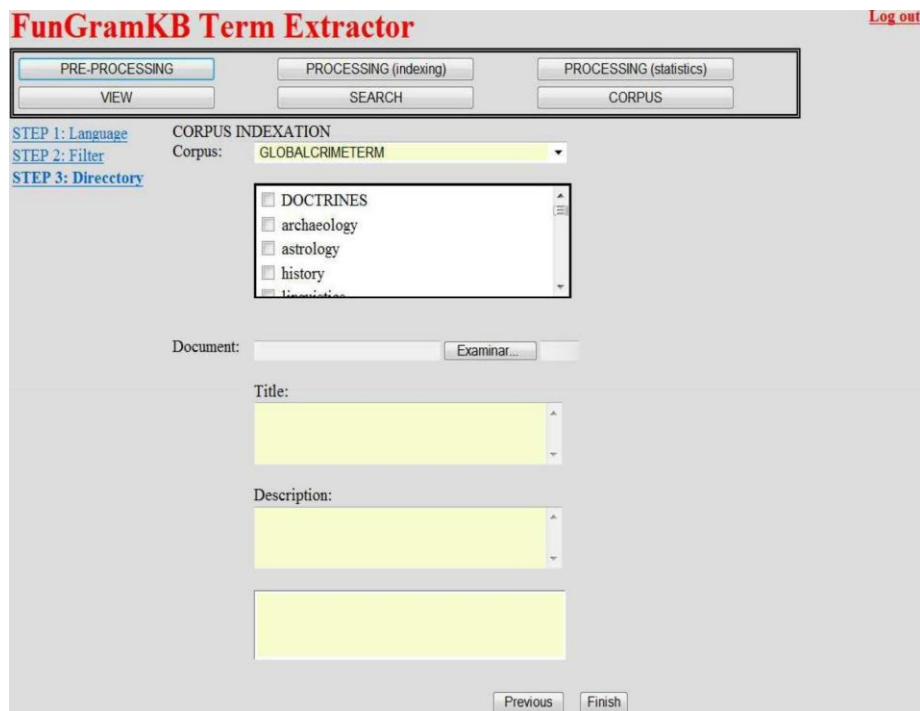 FunGramKB Term Extractor
Log out
PRE-PROCESSING PROCESSING (indexing) PROCESSING (statistics)
VIEW SEARCH CORPUS
STEP 1: Language
STEP 2: Filter
STEP 3: Direcctory
CORPUS INDEXATION
Corpus: GLOBALCRIMETERM
DOCTRINES
archaeology
astrology
history
linguistics
Document: Examinar...
Title:
Description:
Previous Finish